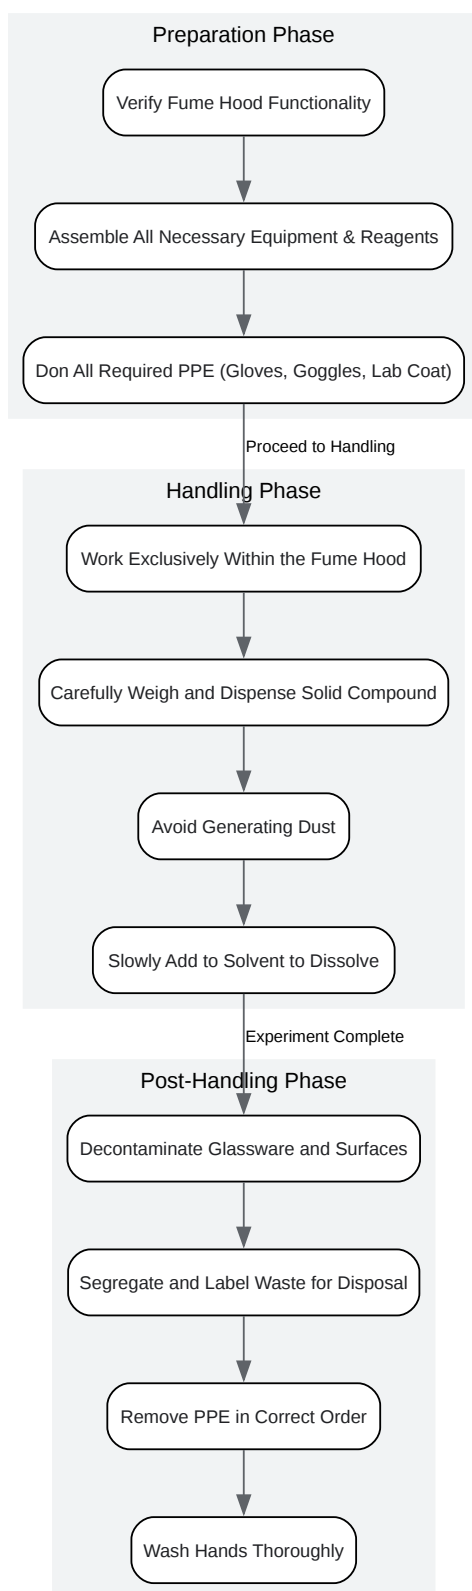 Preparation Phase
Verify Fume Hood Functionality
Assemble All Necessary Equipment & Reagents
Don All Required PPE (Gloves, Goggles, Lab Coat)
Proceed to Handling
Handling Phase
Work Exclusively Within the Fume Hood
Carefully Weigh and Dispense Solid Compound
Avoid Generating Dust
Slowly Add to Solvent to Dissolve
Experiment Complete
Post-Handling Phase
Decontaminate Glassware and Surfaces
Segregate and Label Waste for Disposal
Remove PPE in Correct Order
Wash Hands Thoroughly